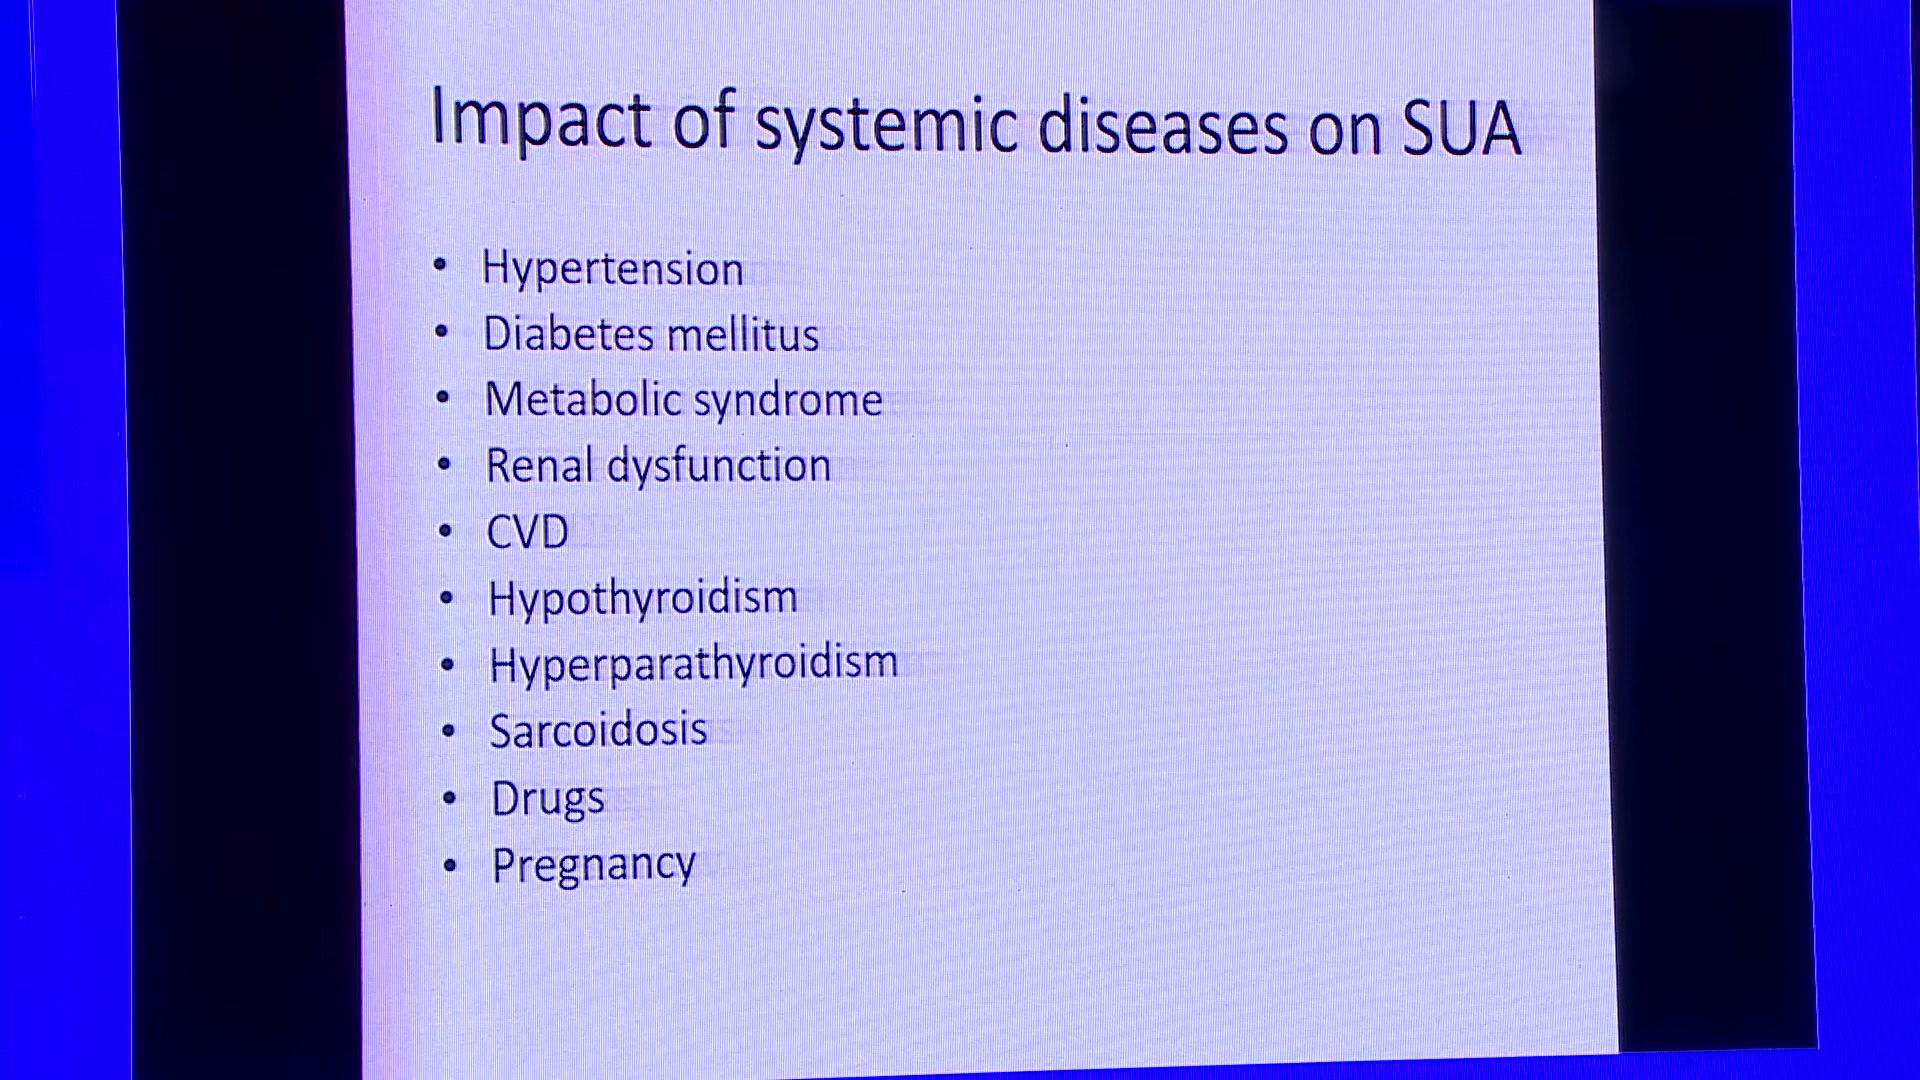 Impact of systemic diseases on SUA
• Hypertension
• Diabetes mellitus
• Metabolic syndrome
• Renal dysfunction
• CVD
• Hypothyroidism
• Hyperparathyroidism
• Sarcoidosis
• Drugs
• Pregnancy